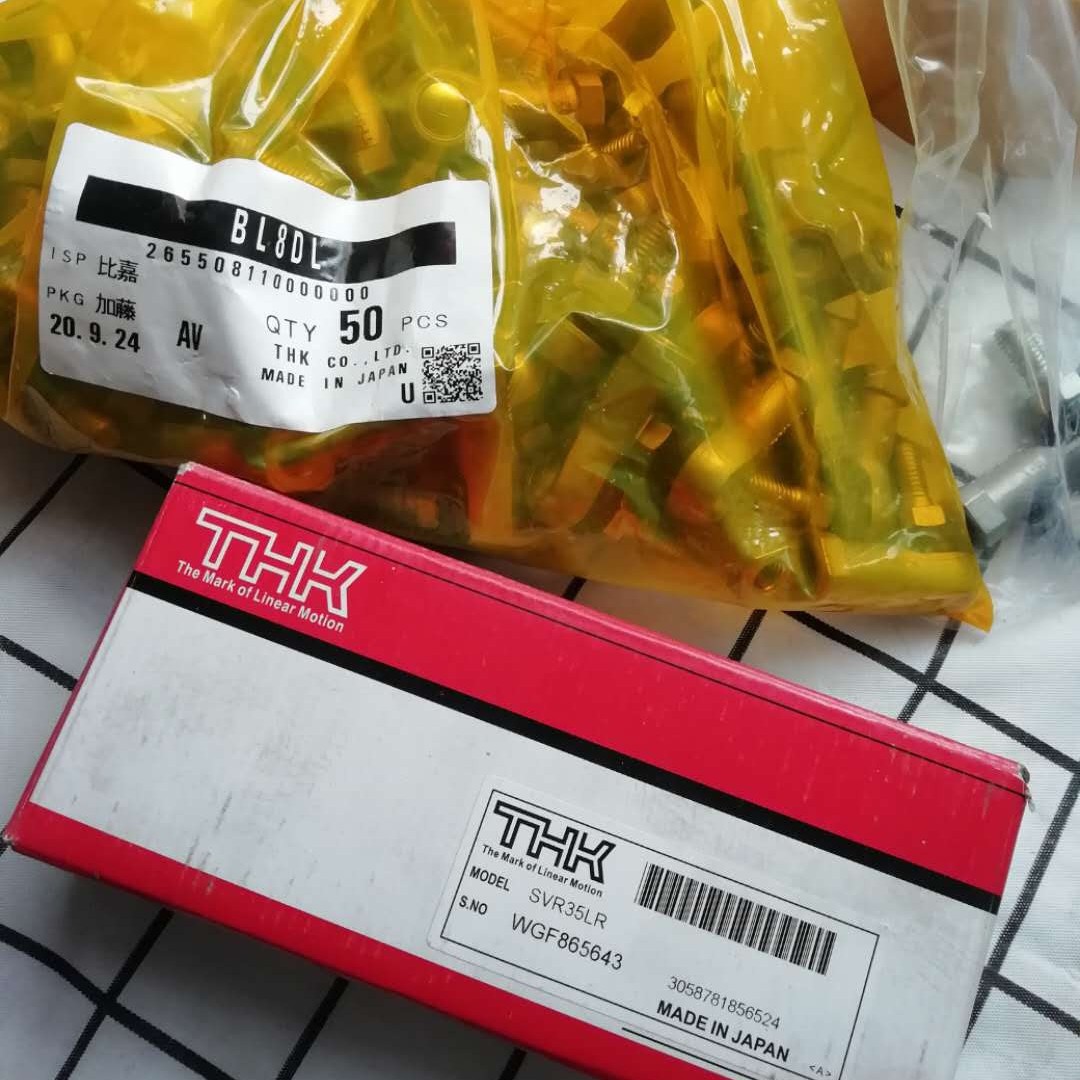 BL8DL
265508110000000
ISP 比嘉
PKG 加藤
20.9.24 AV
QTY 50 PCS
THK CO.,LTD.
MADE IN JAPAN
U
THK
The Mark of Linear Motion
THK
The Mark of Linear Motion
MODEL SVR35LR
S.NO WGF865643
3058781856524
MADE IN JAPAN
<A>